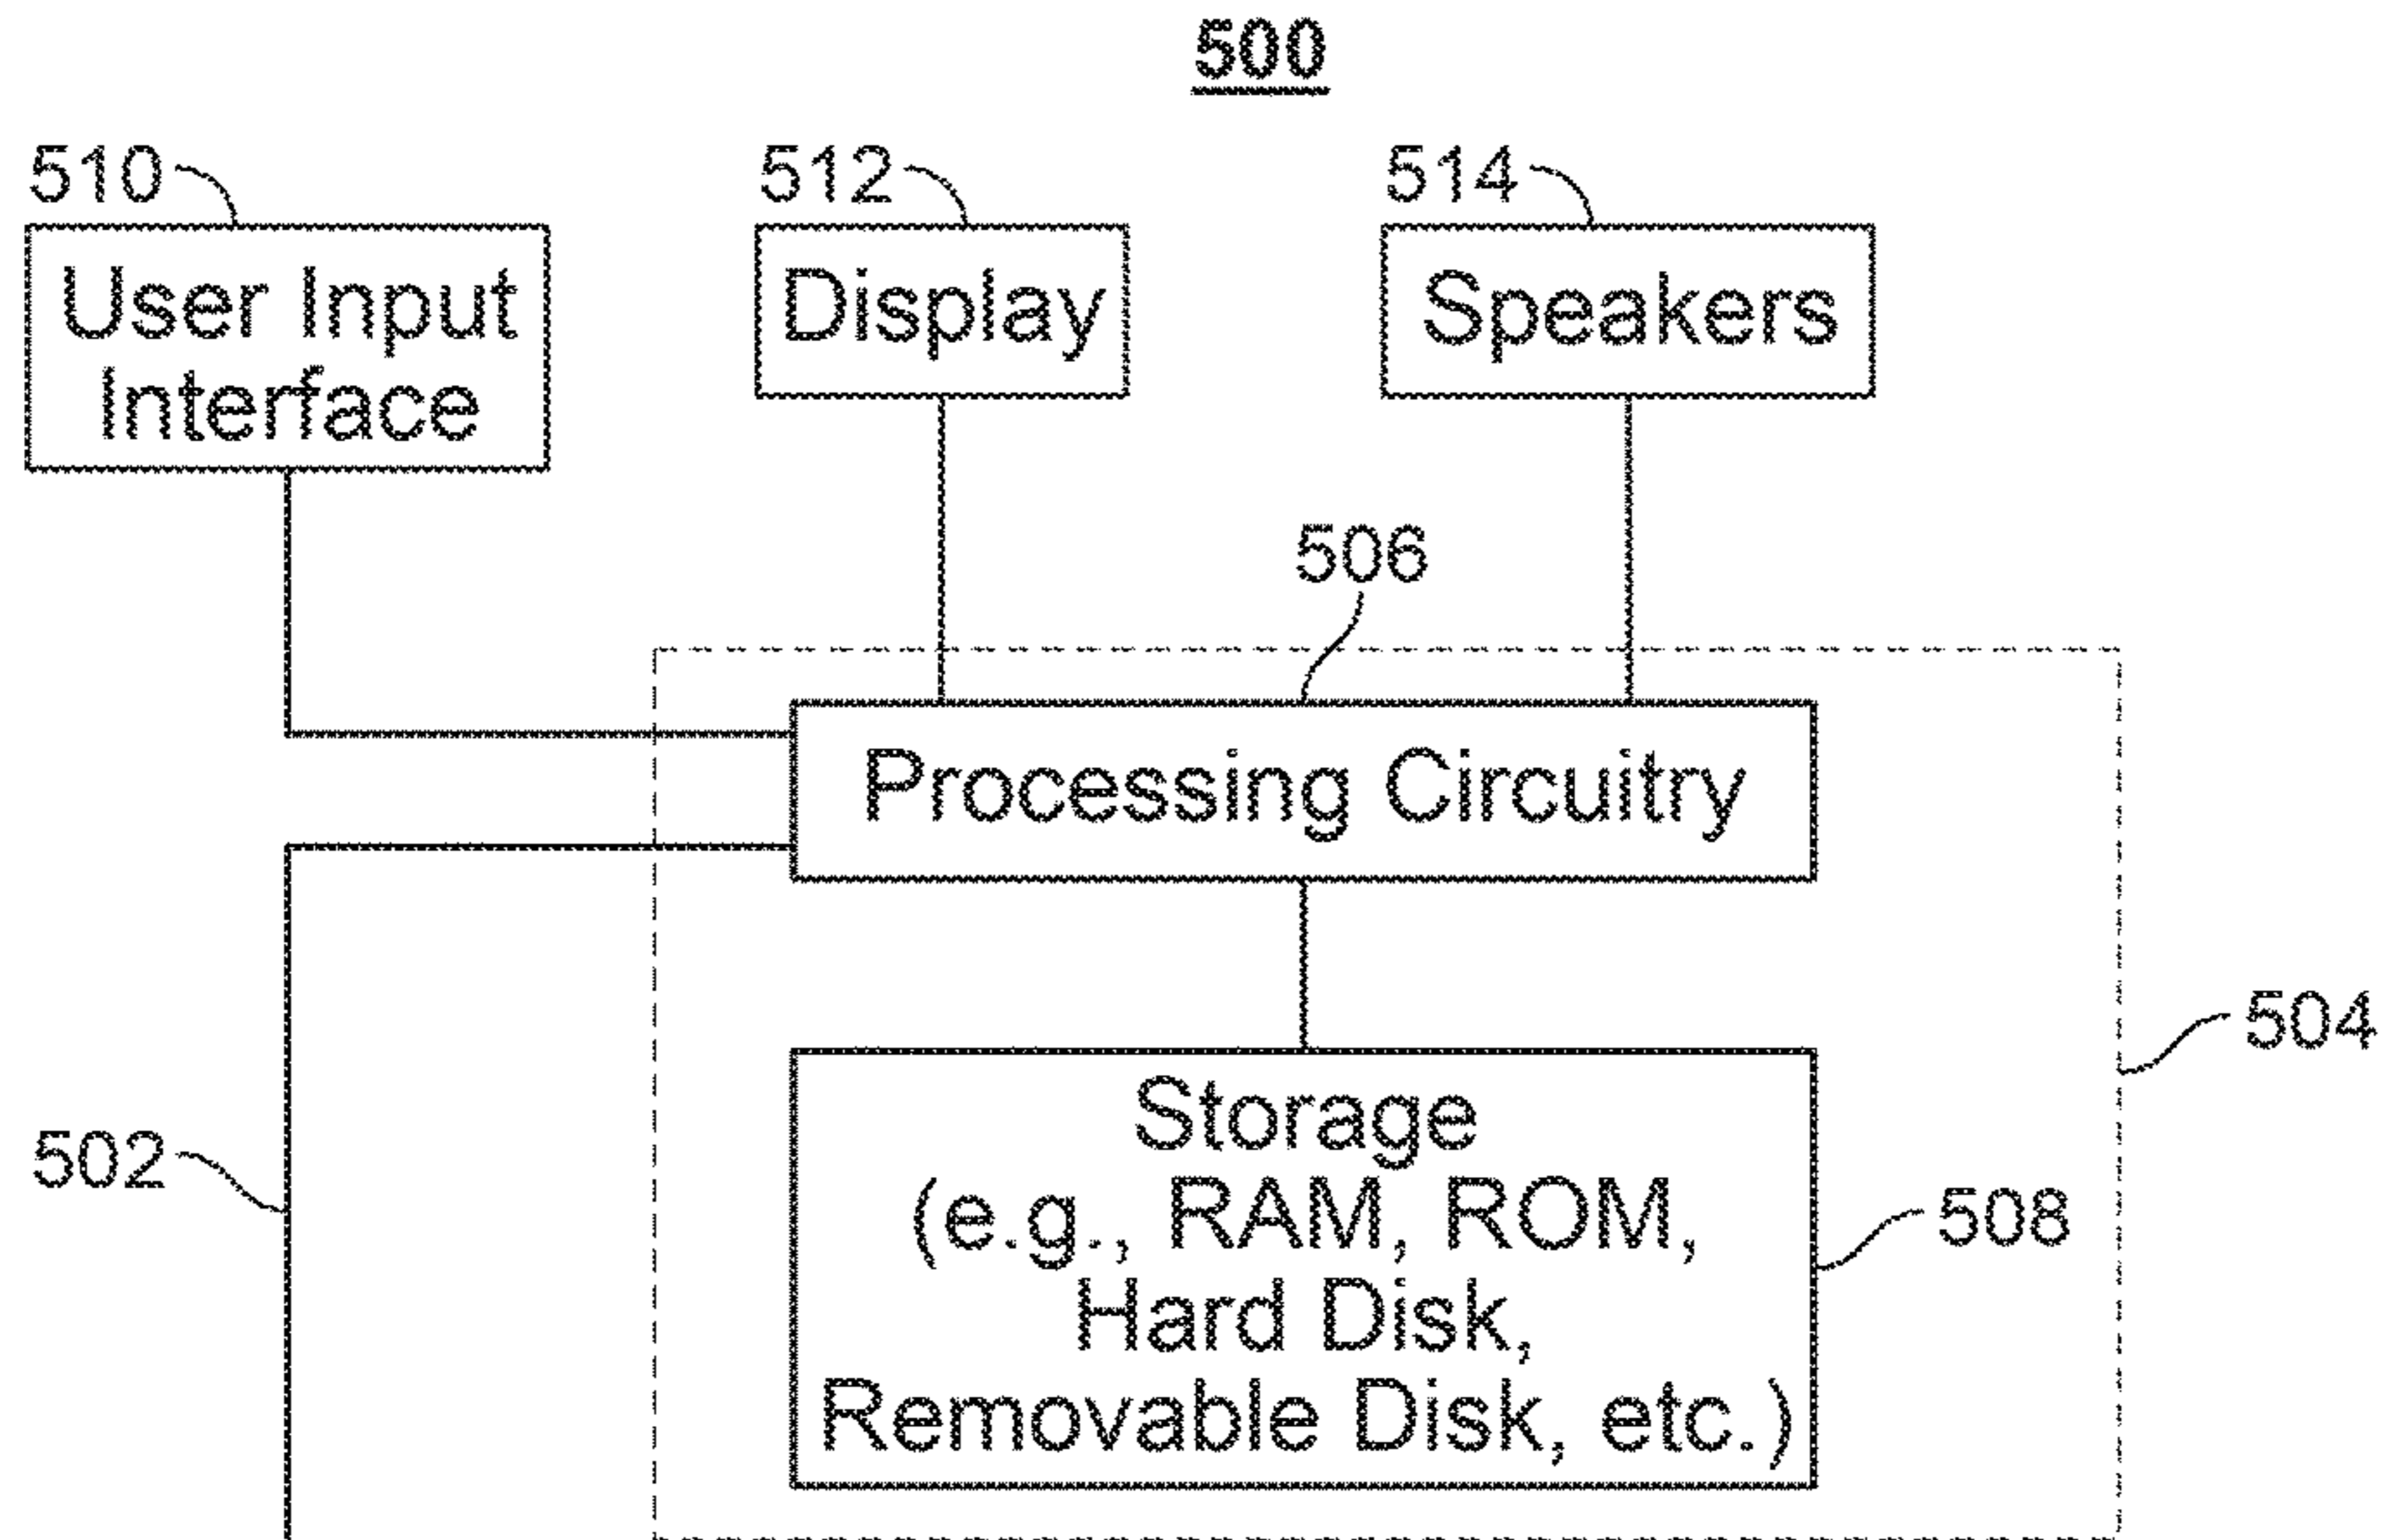 500
510
512
514
User Input
Interface
Display
Speakers
506
Processing Circuitry
504
502
Storage
(e.g., RAM, ROM,
Hard Disk,
Removable Disk, etc.)
508